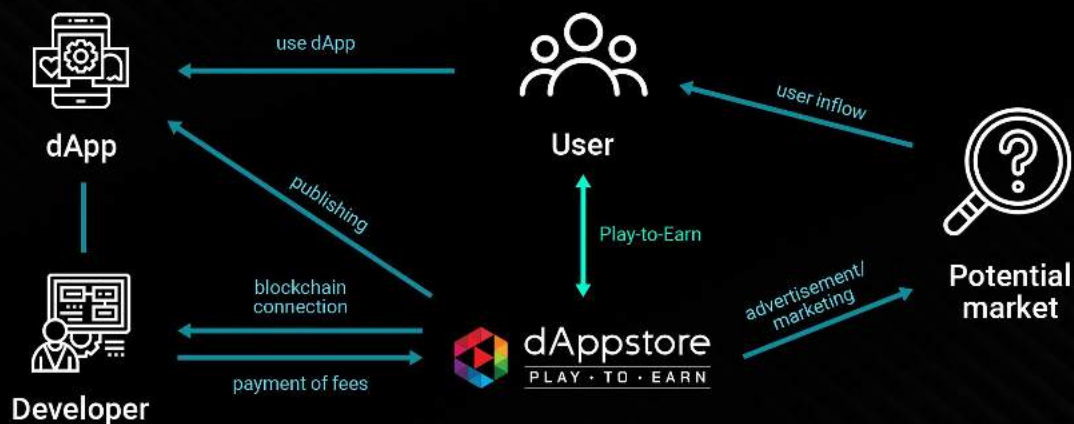 use dApp
User
user inflow
dApp
publishing
Play-to-Earn
Potential
market
blockchain
connection
advertisement/
marketing
dAppstore
PLAY · TO · EARN
payment of fees
Developer